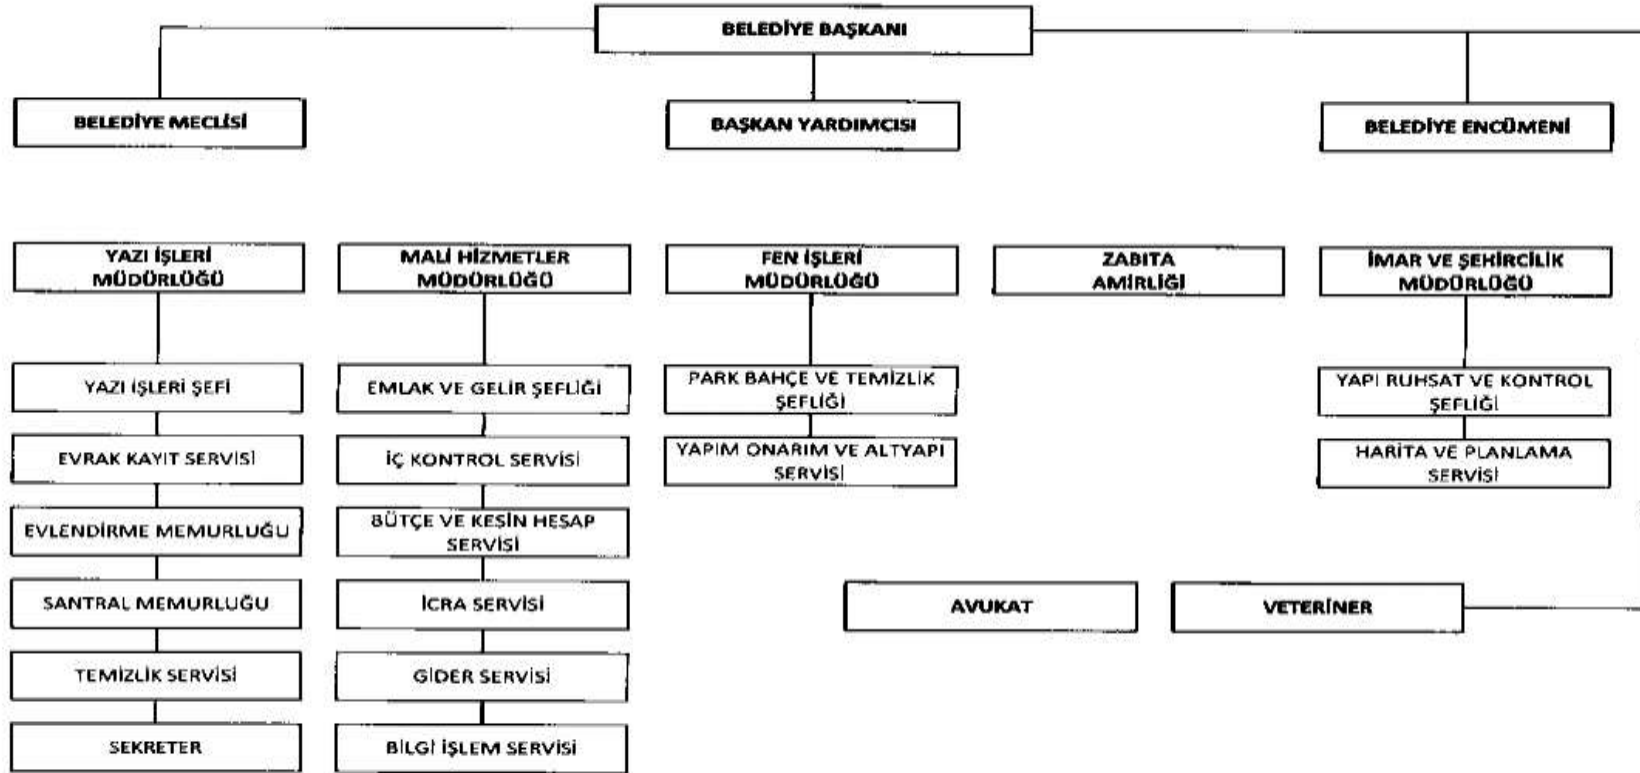 BELEDİYE BAŞKANI
BELEDİYE MECLİSİ
BAŞKAN YARDIMCISI
BELEDİYE ENCÜMENİ
YAZI İŞLERİ
MÜDÜRLÜĞÜ
MALİ HİZMETLER
MÜDÜRLÜĞÜ
FEN İŞLERİ
MÜDÜRLÜĞÜ
ZABITA
AMİRLİĞİ
İMAR VE ŞEHİRCİLİK
MÜDÜRLÜĞÜ
YAZI İŞLERİ ŞEFİ
EMLAK VE GELİR ŞEFLİĞİ
PARK BAHÇE VE TEMİZLİK
ŞEFLİĞİ
YAPI RUHSAT VE KONTROL
ŞEFLİĞİ
EVRAK KAYIT SERVİSİ
İÇ KONTROL SERVİSİ
YAPIM ONARIM VE ALTYAPI
SERVİSİ
HARİTA VE PLANLAMA
SERVİSİ
EVLENDİRME MEMURLUĞU
BÜTÇE VE KESİN HESAP
SERVİSİ
SANTRAL MEMURLUĞU
İCRA SERVİSİ
AVUKAT
VETERİNER
TEMİZLİK SERVİSİ
GİDER SERVİSİ
SEKRETER
BİLGİ İŞLEM SERVİSİ